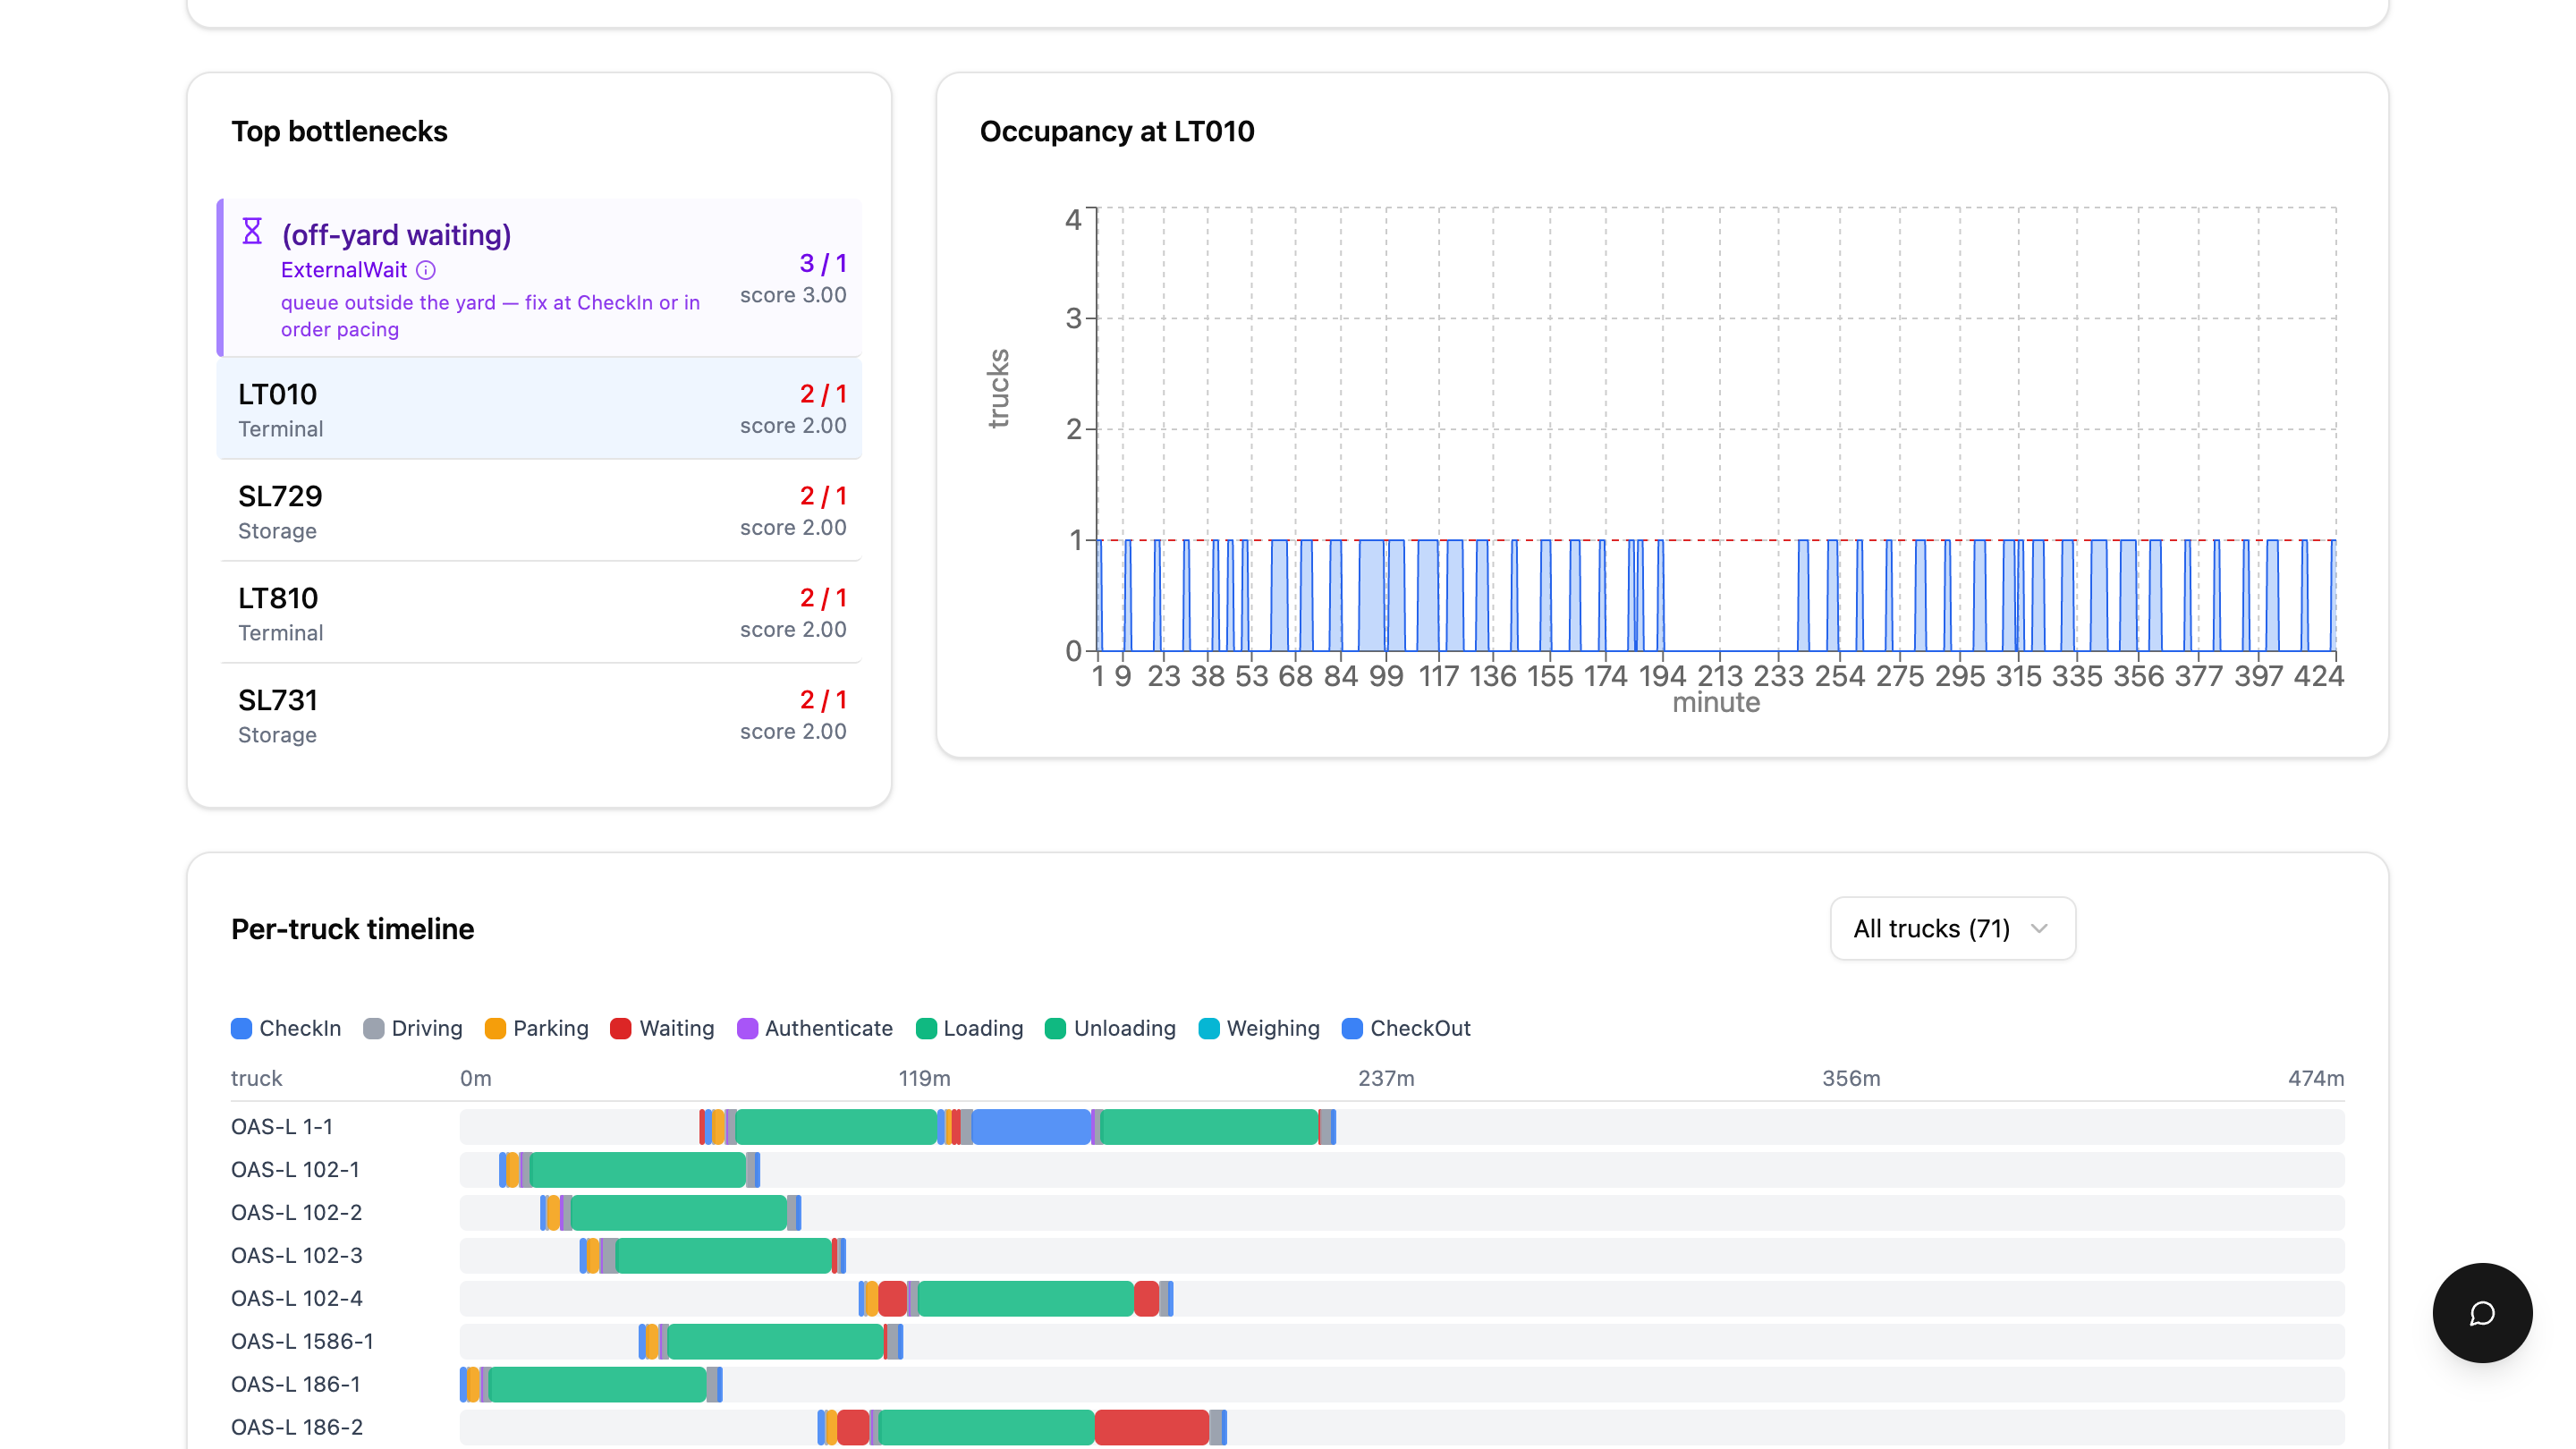 Top bottlenecks
(off-yard waiting)
ExternalWait
queue outside the yard — fix at CheckIn or in
order pacing
3 / 1
score 3.00
LT010
Terminal
2 / 1
score 2.00
SL729
Storage
2 / 1
score 2.00
LT810
Terminal
2 / 1
score 2.00
SL731
Storage
2 / 1
score 2.00
Occupancy at LT010
trucks
4
3
2
1
0
1 9 23 38 53 68 84 99 117 136 155 174 194 213 233 254 275 295 315 335 356 377 397 424
minute
Per-truck timeline
All trucks (71)
CheckIn Driving Parking Waiting Authenticate Loading Unloading Weighing CheckOut
truck 0m 119m 237m 356m 474m
OAS-L 1-1
OAS-L 102-1
OAS-L 102-2
OAS-L 102-3
OAS-L 102-4
OAS-L 1586-1
OAS-L 186-1
OAS-L 186-2